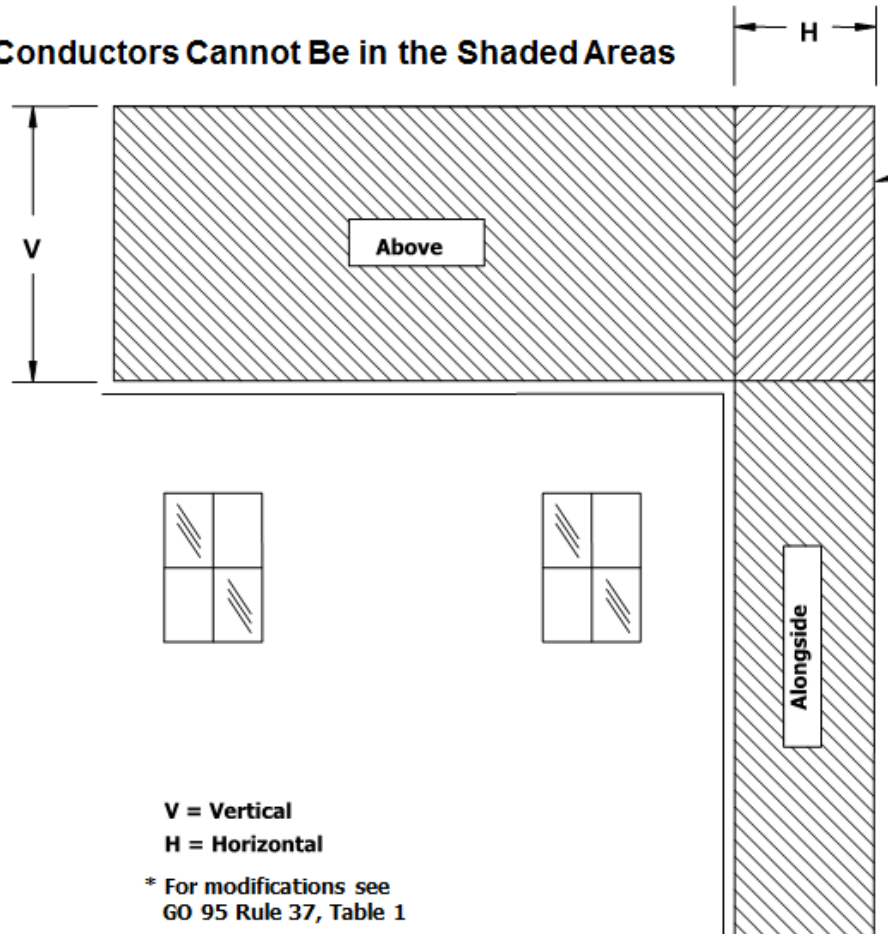 Conductors Cannot Be in the Shaded Areas
H
V
Above
Alongside
V = Vertical
H = Horizontal
* For modifications see
GO 95 Rule 37, Table 1